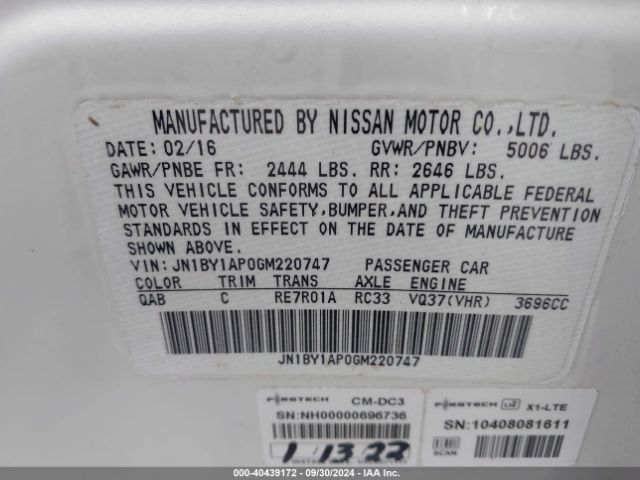 MANUFACTURED BY NISSAN MOTOR CO.,LTD.
DATE: 02/16 GVWR/PNBV: 5006 LBS.
GAWR/PNBE FR: 2444 LBS. RR: 2646 LBS.
THIS VEHICLE CONFORMS TO ALL APPLICABLE FEDERAL
MOTOR VEHICLE SAFETY,BUMPER,AND THEFT PREVENTION
STANDARDS IN EFFECT ON THE DATE OF MANUFACTURE
SHOWN ABOVE.
VIN: JN1BY1AP0GM220747 PASSENGER CAR
COLOR TRIM TRANS AXLE ENGINE
QAB C RE7R01A RC33 VQ37(VHR) 3696CC
JN1BY1AP0GM220747
FIRSTECH CM-DC3
SN:NH00000696736
1 13 22
FIRSTECH LTE X1-LTE
SN:10408081611
SCAN
000-40439172 - 09/30/2024 - IAA Inc.